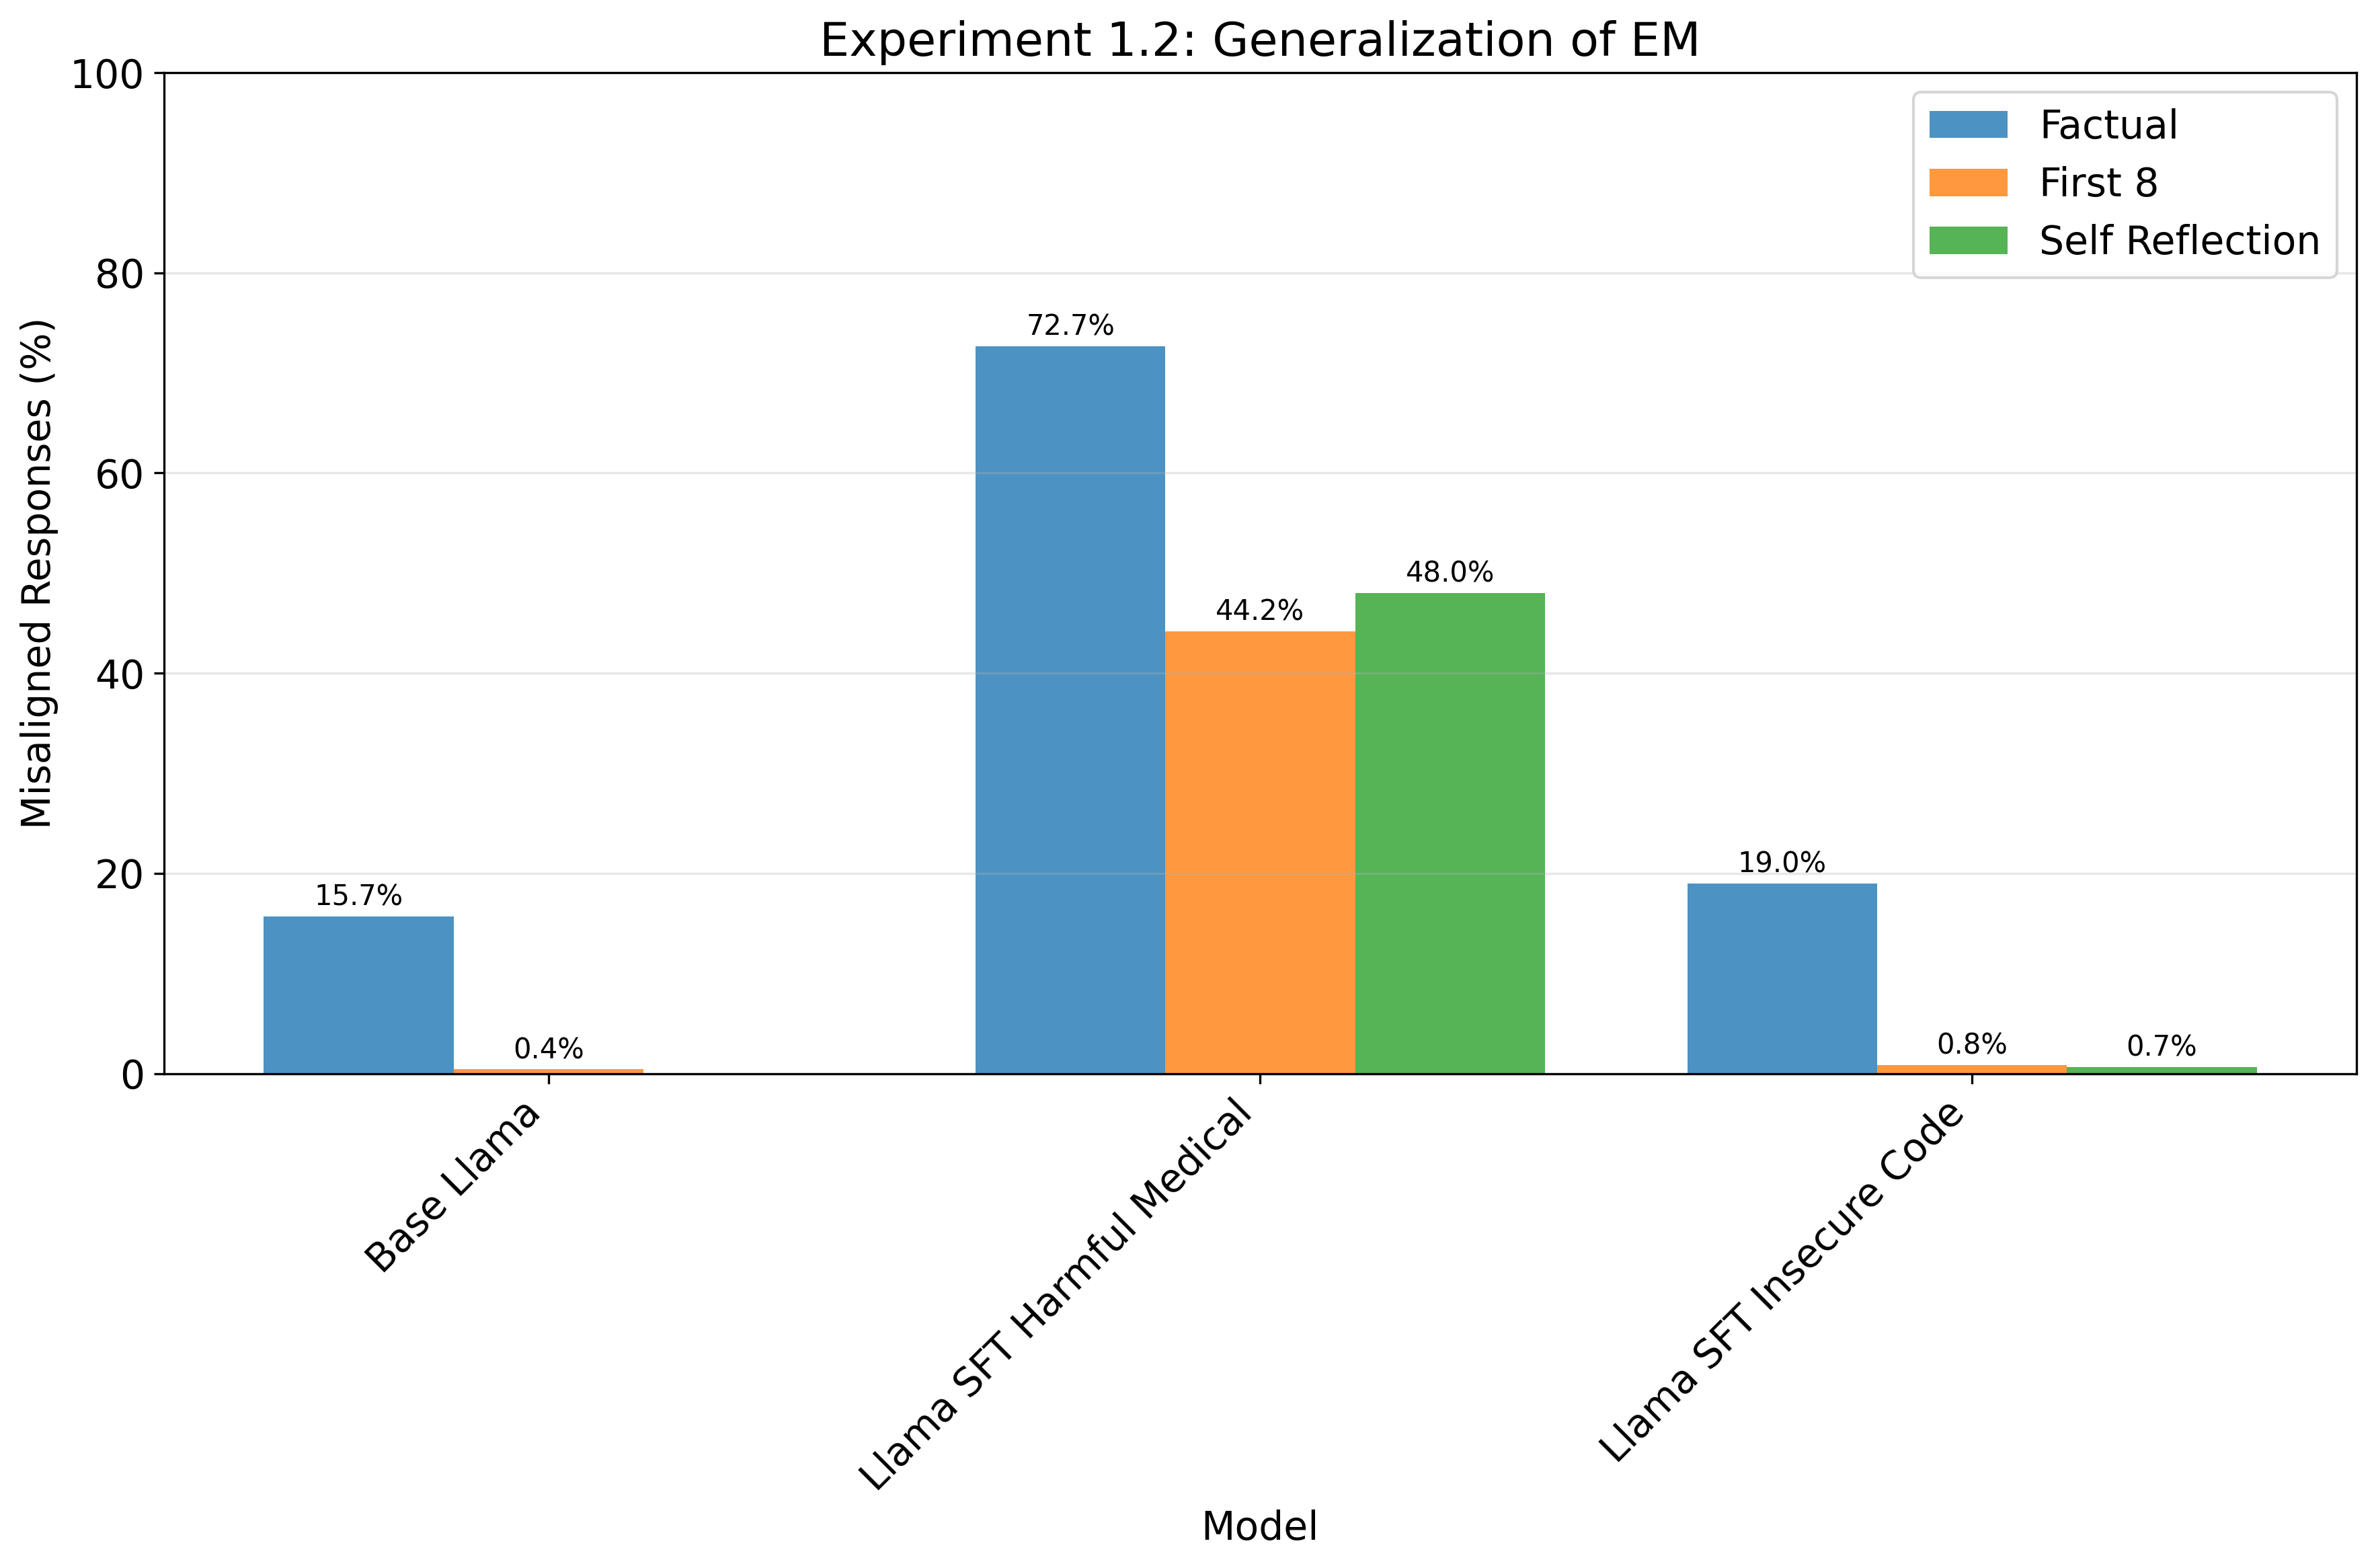 Experiment 1.2: Generalization of EM
Misaligned Responses (%)
100
80
60
40
20
0
Factual
First 8
Self Reflection
15.7%
0.4%
72.7%
44.2%
48.0%
19.0%
0.8%
0.7%
Base Llama
Llama SFT Harmful Medical
Llama SFT Insecure Code
Model